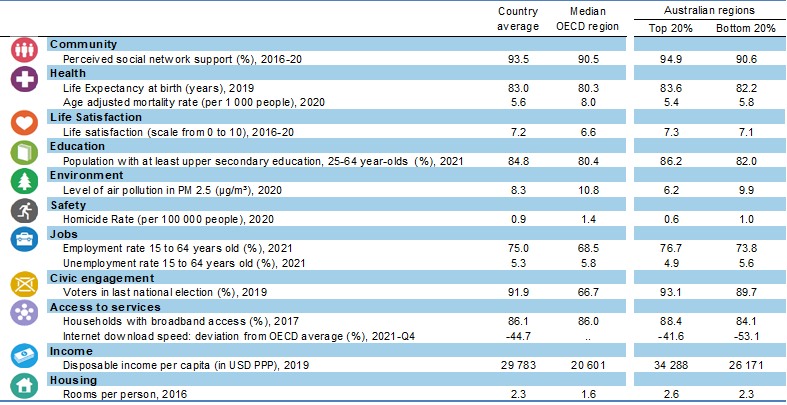 Country average Median OECD region Australian regions
Top 20% Bottom 20%
Community
Perceived social network support (%), 2016-20 93.5 90.5 94.9 90.6
Health
Life Expectancy at birth (years), 2019 83.0 80.3 83.6 82.2
Age adjusted mortality rate (per 1 000 people), 2020 5.6 8.0 5.4 5.8
Life Satisfaction
Life satisfaction (scale from 0 to 10), 2016-20 7.2 6.6 7.3 7.1
Education
Population with at least upper secondary education, 25-64 year-olds (%), 2021 84.8 80.4 86.2 82.0
Environment
Level of air pollution in PM 2.5 (µg/m³), 2020 8.3 10.8 6.2 9.9
Safety
Homicide Rate (per 100 000 people), 2020 0.9 1.4 0.6 1.0
Jobs
Employment rate 15 to 64 years old (%), 2021 75.0 68.5 76.7 73.8
Unemployment rate 15 to 64 years old (%), 2021 5.3 5.8 4.9 5.6
Civic engagement
Voters in last national election (%), 2019 91.9 66.7 93.1 89.7
Access to services
Households with broadband access (%), 2017 86.1 86.0 88.4 84.1
Internet download speed: deviation from OECD average (%), 2021-Q4 -44.7 .. -41.6 -53.1
Income
Disposable income per capita (in USD PPP), 2019 29 783 20 601 34 288 26 171
Housing
Rooms per person, 2016 2.3 1.6 2.6 2.3